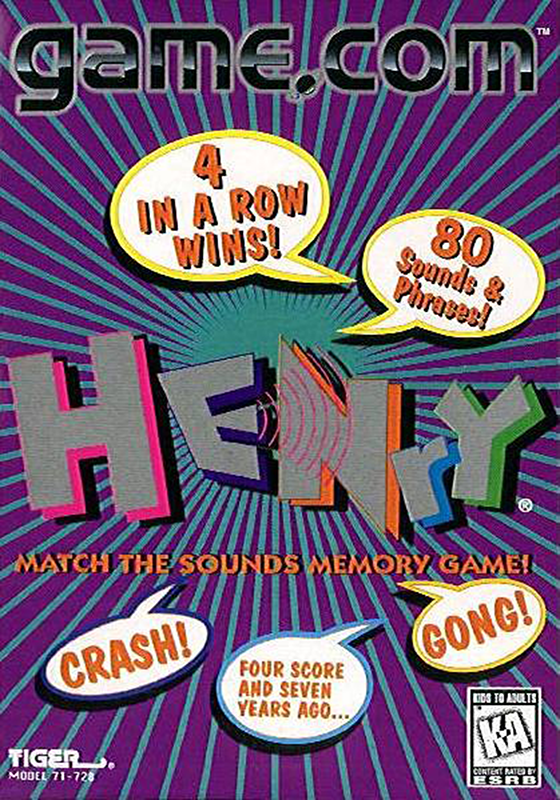 game.com™
4
IN A ROW
WINS!
80
Sounds &
Phrases!
HENrY®
MATCH THE SOUNDS MEMORY GAME!
CRASH!
FOUR SCORE
AND SEVEN
YEARS AGO...
GONG!
TIGER®
MODEL 71-728
KIDS TO ADULTS
KA
CONTENT RATED BY
ESRB